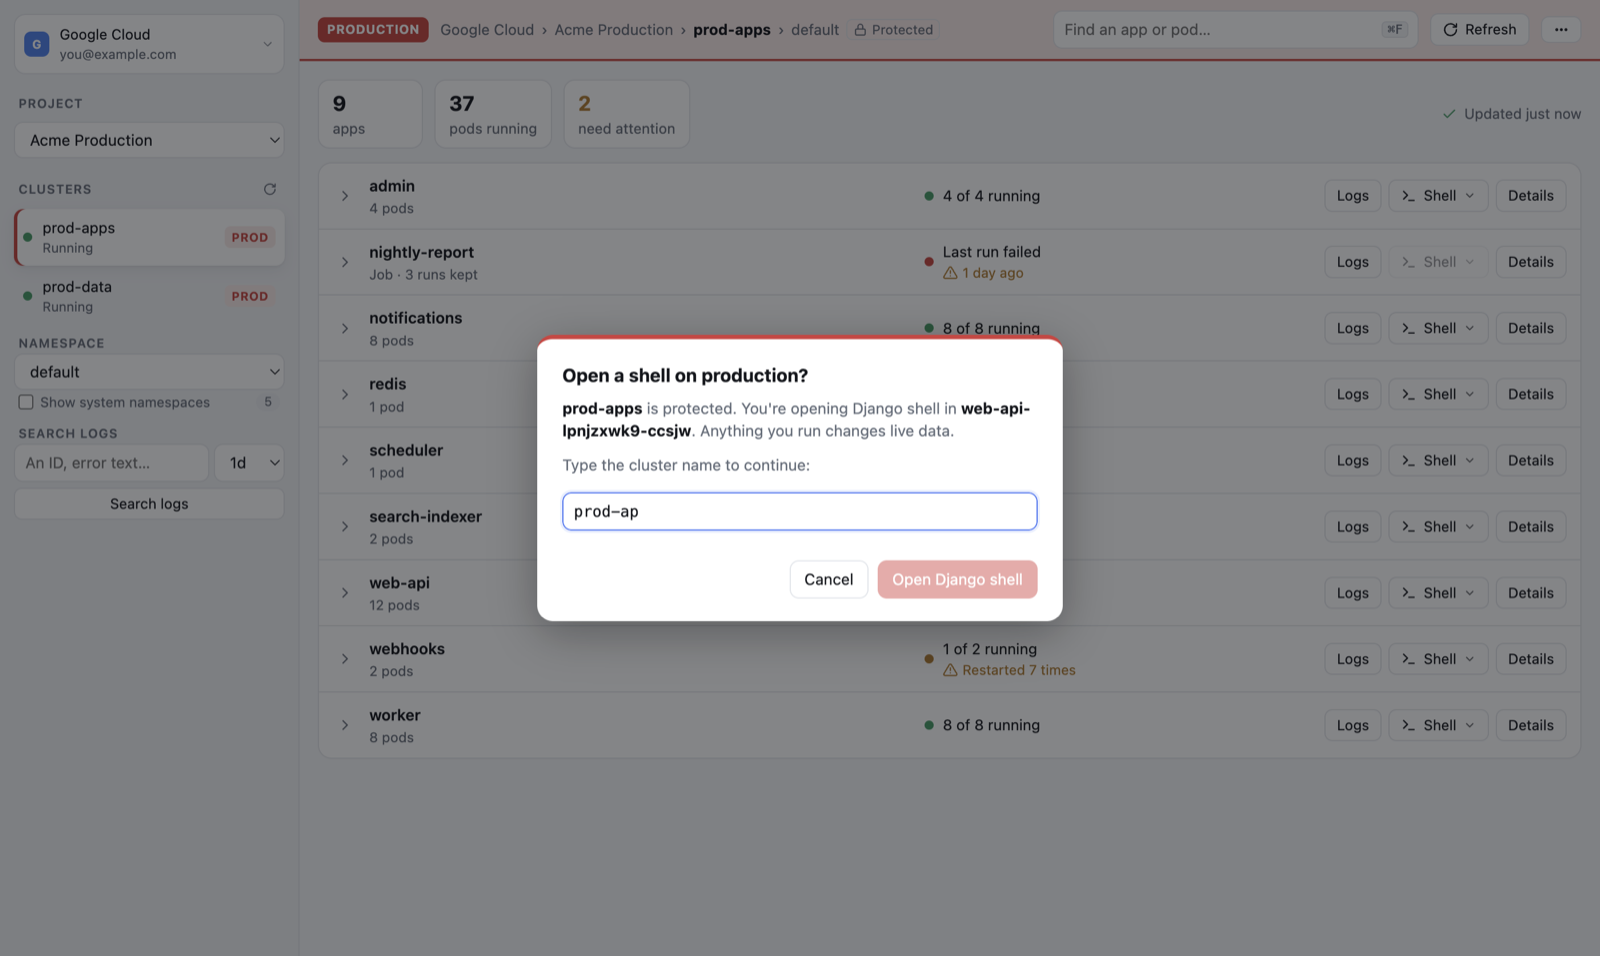 G
Google Cloud
you@example.com
PROJECT
Acme Production
CLUSTERS
prod-apps
Running
PROD
prod-data
Running
PROD
NAMESPACE
default
Show system namespaces 5
SEARCH LOGS
An ID, error text... 1d
Search logs
PRODUCTION Google Cloud › Acme Production › prod-apps › default Protected
Find an app or pod... ⌘F
Refresh
···
9
apps
37
pods running
2
need attention
Updated just now
admin
4 pods
4 of 4 running
Logs Shell Details
nightly-report
Job · 3 runs kept
Last run failed
1 day ago
Logs Shell Details
notifications
8 pods
8 of 8 running
Logs Shell Details
redis
1 pod
Logs Shell Details
scheduler
1 pod
Logs Shell Details
search-indexer
2 pods
Logs Shell Details
web-api
12 pods
Logs Shell Details
webhooks
2 pods
1 of 2 running
Restarted 7 times
Logs Shell Details
worker
8 pods
8 of 8 running
Logs Shell Details
Open a shell on production?
prod-apps is protected. You're opening Django shell in web-api-
lpnjzxwk9-ccsjw. Anything you run changes live data.
Type the cluster name to continue:
prod-ap
Cancel
Open Django shell